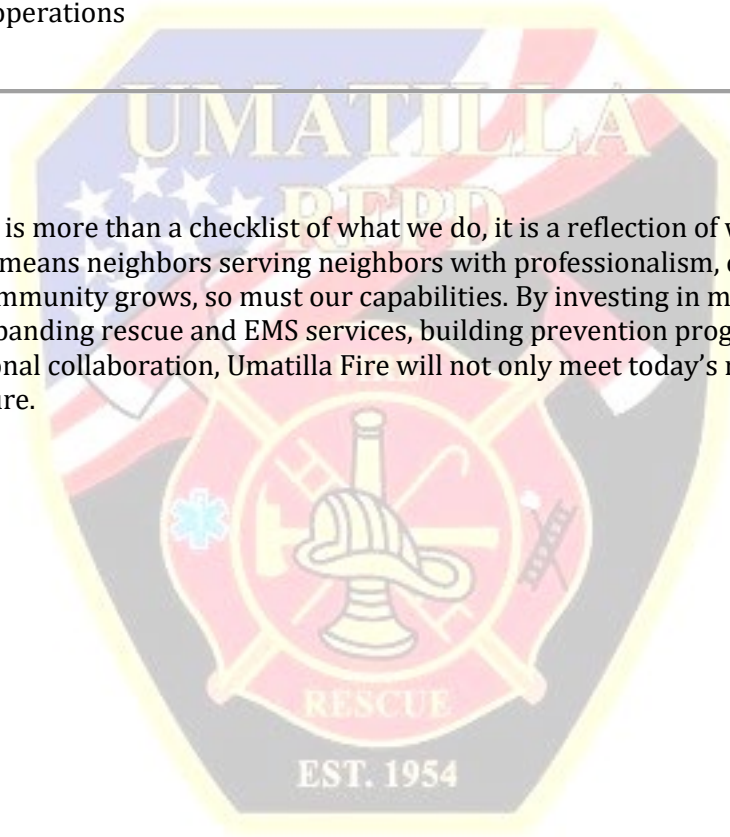 operations
UMATILLA
RFPD
is more than a checklist of what we do, it is a reflection of
means neighbors serving neighbors with professionalism,
mmunity grows, so must our capabilities. By investing in
panding rescue and EMS services, building prevention
onal collaboration, Umatilla Fire will not only meet today's
FIRE
ure.
RESCUE
EST. 1954